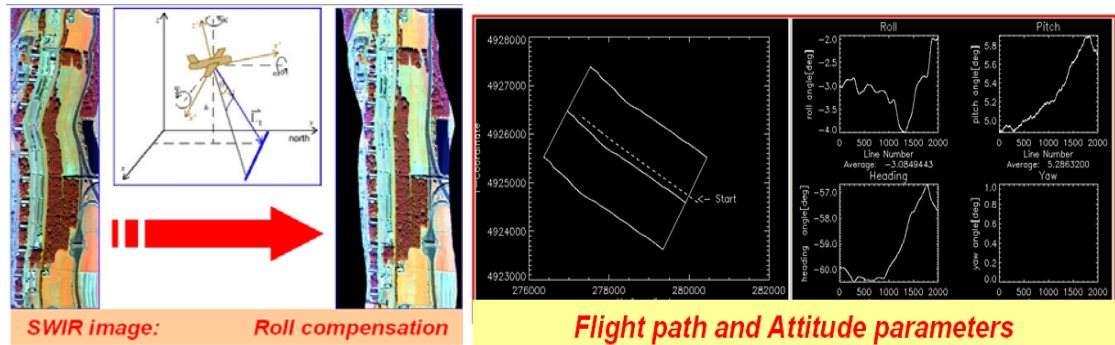 z
north
y
x
h
SWIR image: Roll compensation
4928000
4927000
4926000
4925000
4924000
4923000
276000 278000 280000 282000
Start
Roll
roll angle[deg]
-2.0
-2.5
-3.0
-3.5
-4.0
0 500 1000 1500 2000
Line Number
Average: -3.0849443
Pitch
pitch angle[deg]
5.8
5.6
5.4
5.2
5.0
0 500 1000 1500 2000
Line Number
Average: 5.2863200
Heading
heading angle[deg]
-57.0
-58.0
-59.0
-60.0
0 500 1000 1500 2000
Yaw
yaw angle[deg]
1.0
0.8
0.6
0.4
0.2
0.0
0 500 1000 1500 2000
Flight path and Attitude parameters